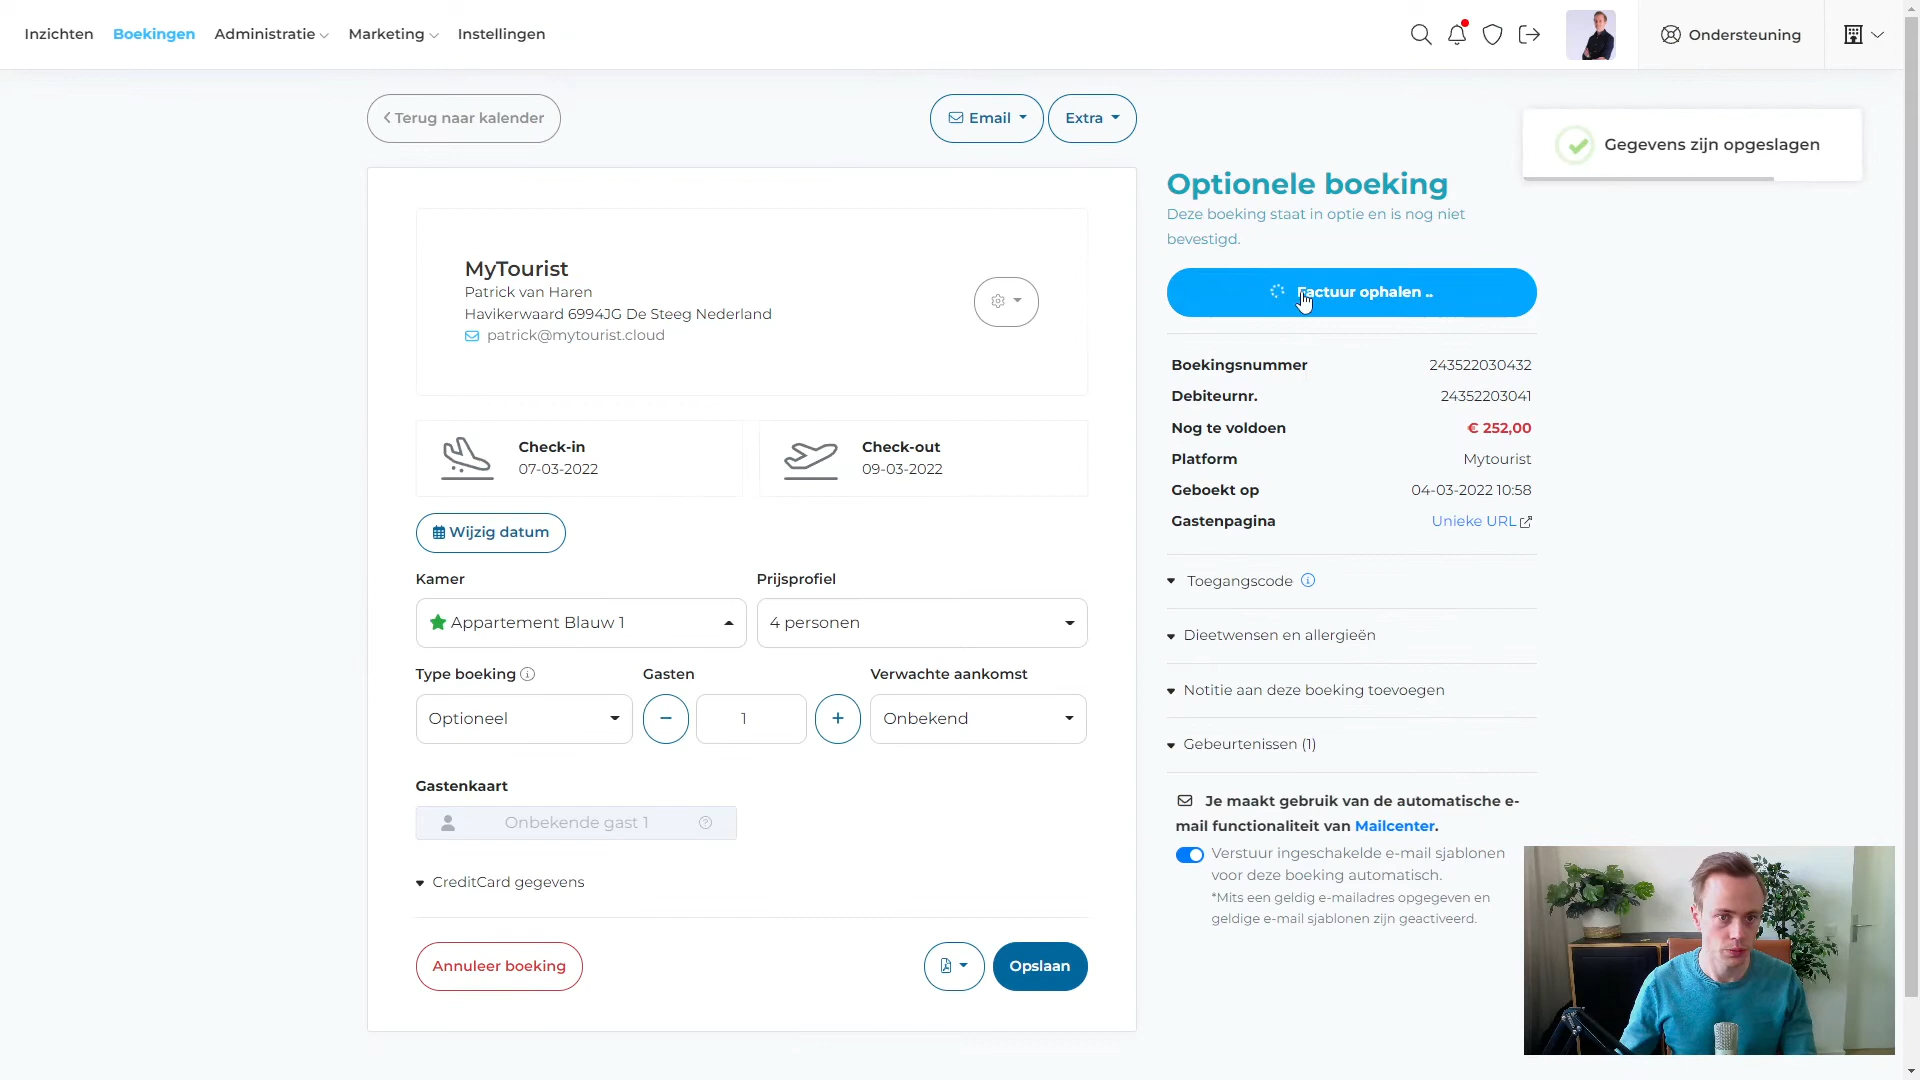 Inzichten Boekingen Administratie Marketing Instellingen
Ondersteuning
Terug naar kalender
Email
Extra
Gegevens zijn opgeslagen
MyTourist
Patrick van Haren
Havikerwaard 6994JG De Steeg Nederland
patrick@mytourist.cloud
Check-in
07-03-2022
Check-out
09-03-2022
Wijzig datum
Kamer
Prijsprofiel
Appartement Blauw 1
4 personen
Type boeking
Gasten
Verwachte aankomst
Optioneel
−
1
+
Onbekend
Gastenkaart
Onbekende gast 1
CreditCard gegevens
Annuleer boeking
Opslaan
Optionele boeking
Deze boeking staat in optie en is nog niet
bevestigd.
Factuur ophalen ..
Boekingsnummer 243522030432
Debiteurnr. 24352203041
Nog te voldoen € 252,00
Platform Mytourist
Geboekt op 04-03-2022 10:58
Gastenpagina Unieke URL
Toegangscode
Dieetwensen en allergieën
Notitie aan deze boeking toevoegen
Gebeurtenissen (1)
Je maakt gebruik van de automatische e-
mail functionaliteit van Mailcenter.
Verstuur ingeschakelde e-mail sjablonen
voor deze boeking automatisch.
*Mits een geldig e-mailadres opgegeven en
geldige e-mail sjablonen zijn geactiveerd.